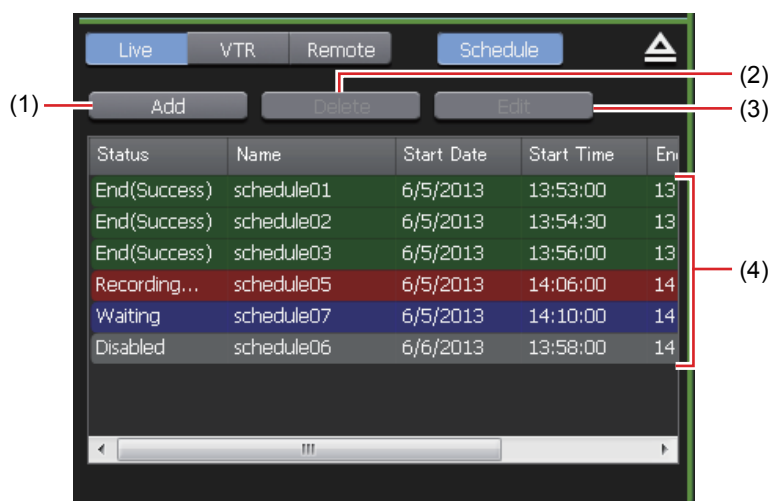 Live VTR Remote Schedule
(2)
(1) Add Delete Edit (3)
Status Name Start Date Start Time En
End(Success) schedule01 6/5/2013 13:53:00 13
End(Success) schedule02 6/5/2013 13:54:30 13
End(Success) schedule03 6/5/2013 13:56:00 13
(4)
Recording... schedule05 6/5/2013 14:06:00 14
Waiting schedule07 6/5/2013 14:10:00 14
Disabled schedule06 6/6/2013 13:58:00 14